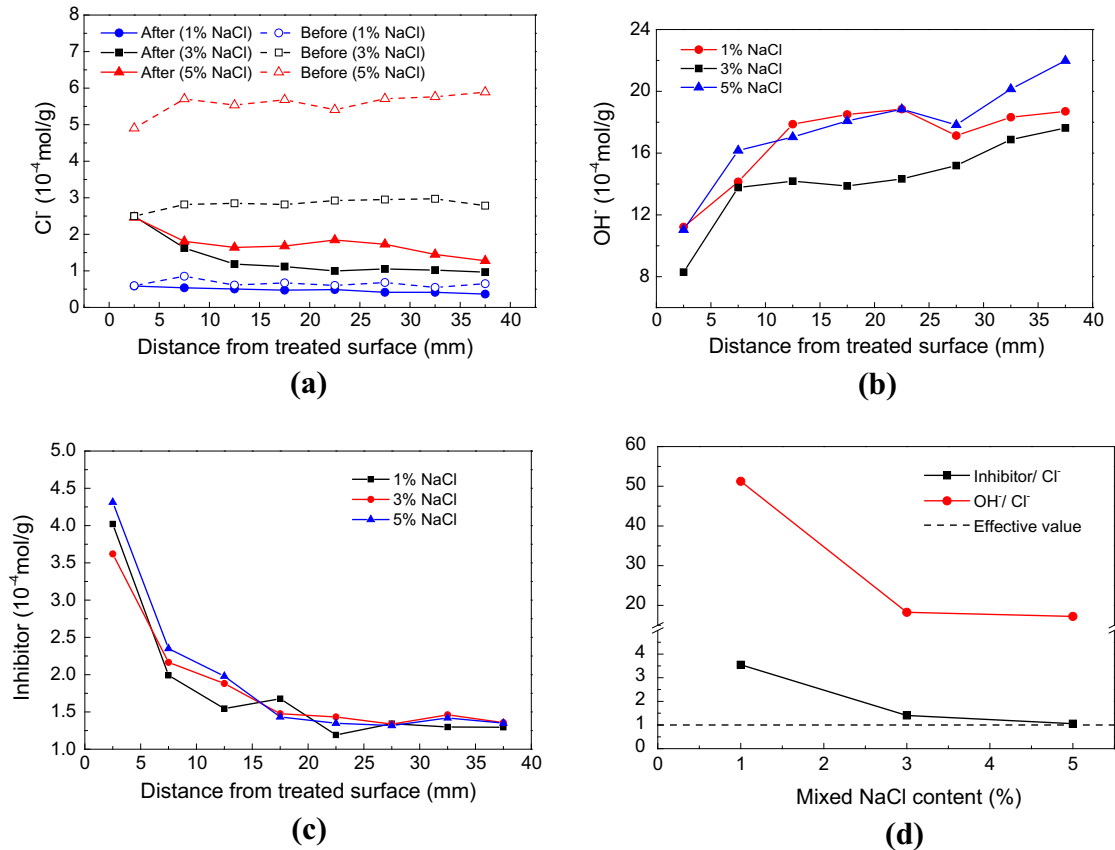 After (1% NaCl) Before (1% NaCl)
After (3% NaCl) Before (3% NaCl)
After (5% NaCl) Before (5% NaCl)
8
7
6
5
4
3
2
1
0
Cl⁻ (10⁻⁴mol/g)
0 5 10 15 20 25 30 35 40
Distance from treated surface (mm)
(a)
1% NaCl
3% NaCl
5% NaCl
24
20
16
12
8
OH⁻ (10⁻⁴mol/g)
0 5 10 15 20 25 30 35 40
Distance from treated surface (mm)
(b)
1% NaCl
3% NaCl
5% NaCl
5.0
4.5
4.0
3.5
3.0
2.5
2.0
1.5
1.0
Inhibitor (10⁻⁴mol/g)
0 5 10 15 20 25 30 35 40
Distance from treated surface (mm)
(c)
Inhibitor/ Cl⁻
OH⁻/ Cl⁻
Effective value
60
50
40
30
20
4
3
2
1
0
0 1 2 3 4 5
Mixed NaCl content (%)
(d)